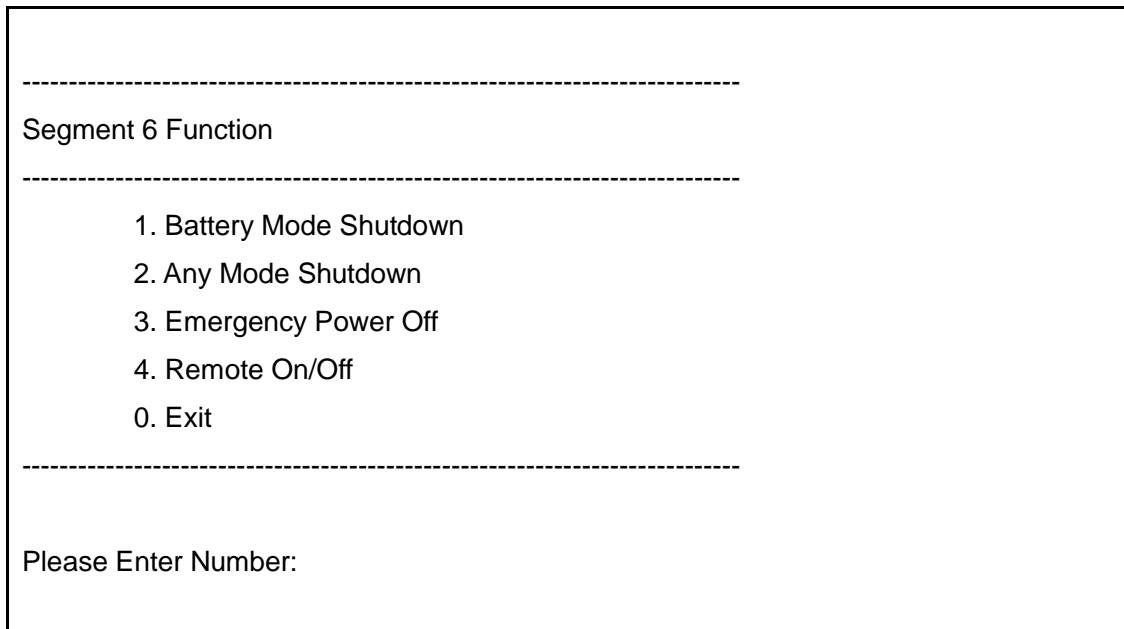 ------------------------------------------------------------------------------
Segment 6 Function
------------------------------------------------------------------------------
1. Battery Mode Shutdown
2. Any Mode Shutdown
3. Emergency Power Off
4. Remote On/Off
0. Exit
------------------------------------------------------------------------------
Please Enter Number: